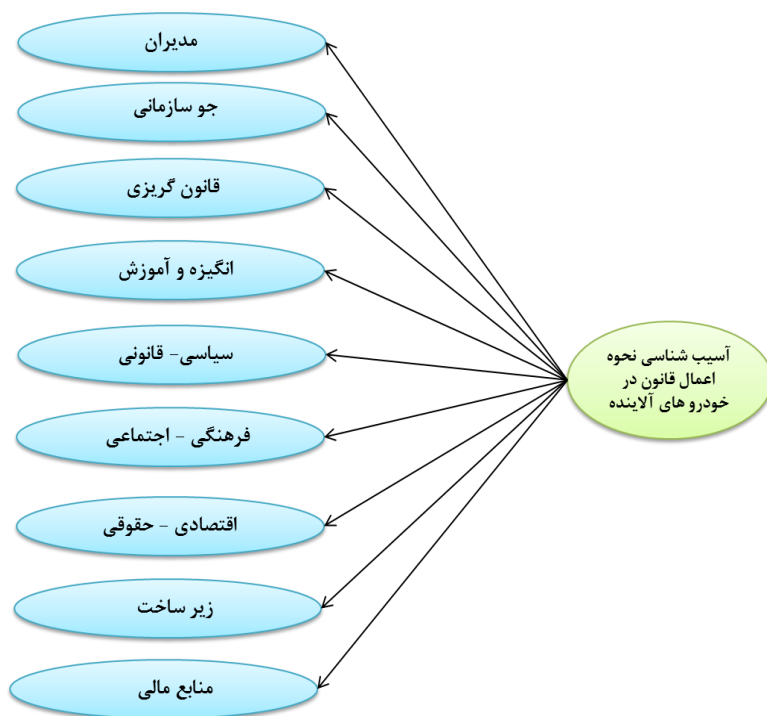 مدیران
جو سازمانی
قانون گریزی
انگیزه و آموزش
سیاسی- قانونی
فرهنگی - اجتماعی
اقتصادی - حقوقی
زیر ساخت
منابع مالی
آسیب شناسی نحوه
اعمال قانون در
خودرو های آلاینده